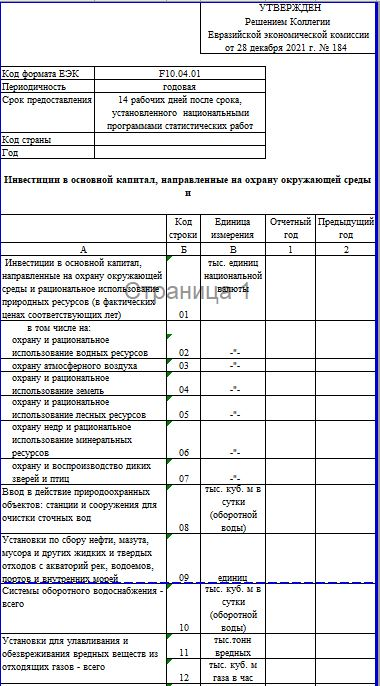 УТВЕРЖДЕН
Решением Коллегии
Евразийской экономической комиссии
от 28 декабря 2021 г. № 184
Код формата ЕЭК F10.04.01
Периодичность годовая
Срок предоставления 14 рабочих дней после срока,
установленного национальными
программами статистических работ
Код страны
Год
Инвестиции в основной капитал, направленные на охрану окружающей среды
и
Код строки Единица измерения Отчетный год Предыдущий год
А Б В 1 2
Инвестиции в основной капитал,
направленные на охрану окружающей
среды и рациональное использование
природных ресурсов (в фактических
ценах соответствующих лет) 01 тыс. единиц национальной валюты
Страница 1
в том числе на:
охрану и рациональное
использование водных ресурсов 02 -"-
охрану атмосферного воздуха 03 -"-
охрану и рациональное
использование земель 04 -"-
охрану и рациональное
использование лесных ресурсов 05 -"-
охрану недр и рациональное
использование минеральных
ресурсов 06 -"-
охрану и воспроизводство диких
зверей и птиц 07 -"-
Ввод в действие природоохранных
объектов: станции и сооружения для
очистки сточных вод 08 тыс. куб. м в сутки (оборотной воды)
Установки по сбору нефти, мазута,
мусора и других жидких и твердых
отходов с акваторий рек, водоемов,
портов и внутренних морей 09 единиц
Системы оборотного водоснабжения -
всего 10 тыс. куб. м в сутки (оборотной воды)
Установки для улавливания и
обезвреживания вредных веществ из
отходящих газов - всего 11 тыс.тонн вредных
12 тыс. куб. м газа в час